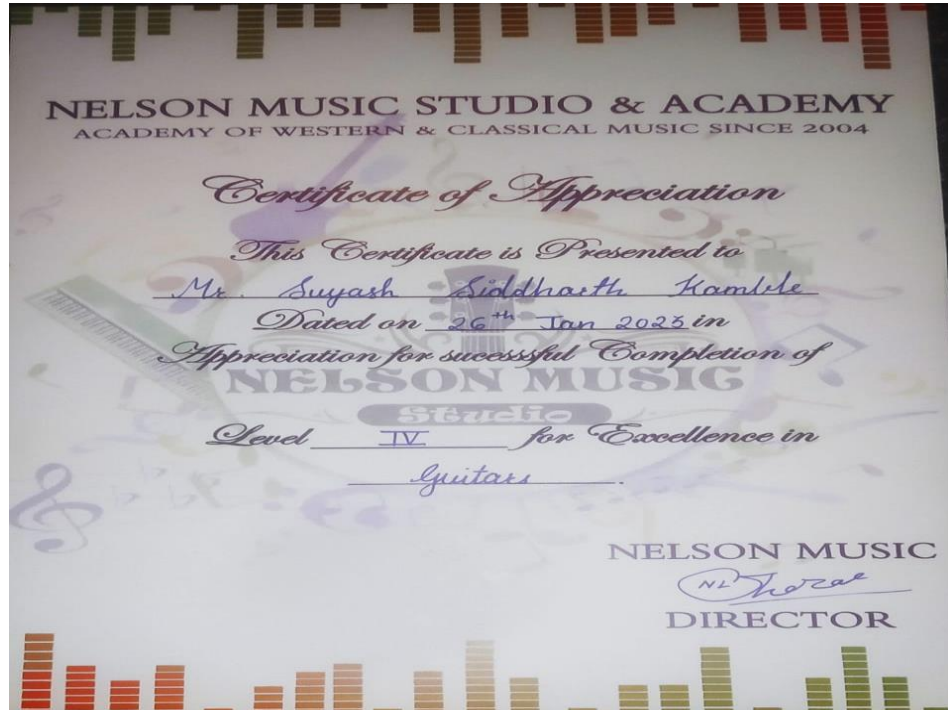 NELSON MUSIC STUDIO & ACADEMY
ACADEMY OF WESTERN & CLASSICAL MUSIC SINCE 2004
Certificate of Appreciation
This Certificate is Presented to
Mr. Suyash Siddharth Kamble
Dated on 26th Jan 2023 in
Appreciation for sucesssful Completion of
NELSON MUSIC
Studio
Level IV for Excellence in
Guitars.
NELSON MUSIC
DIRECTOR